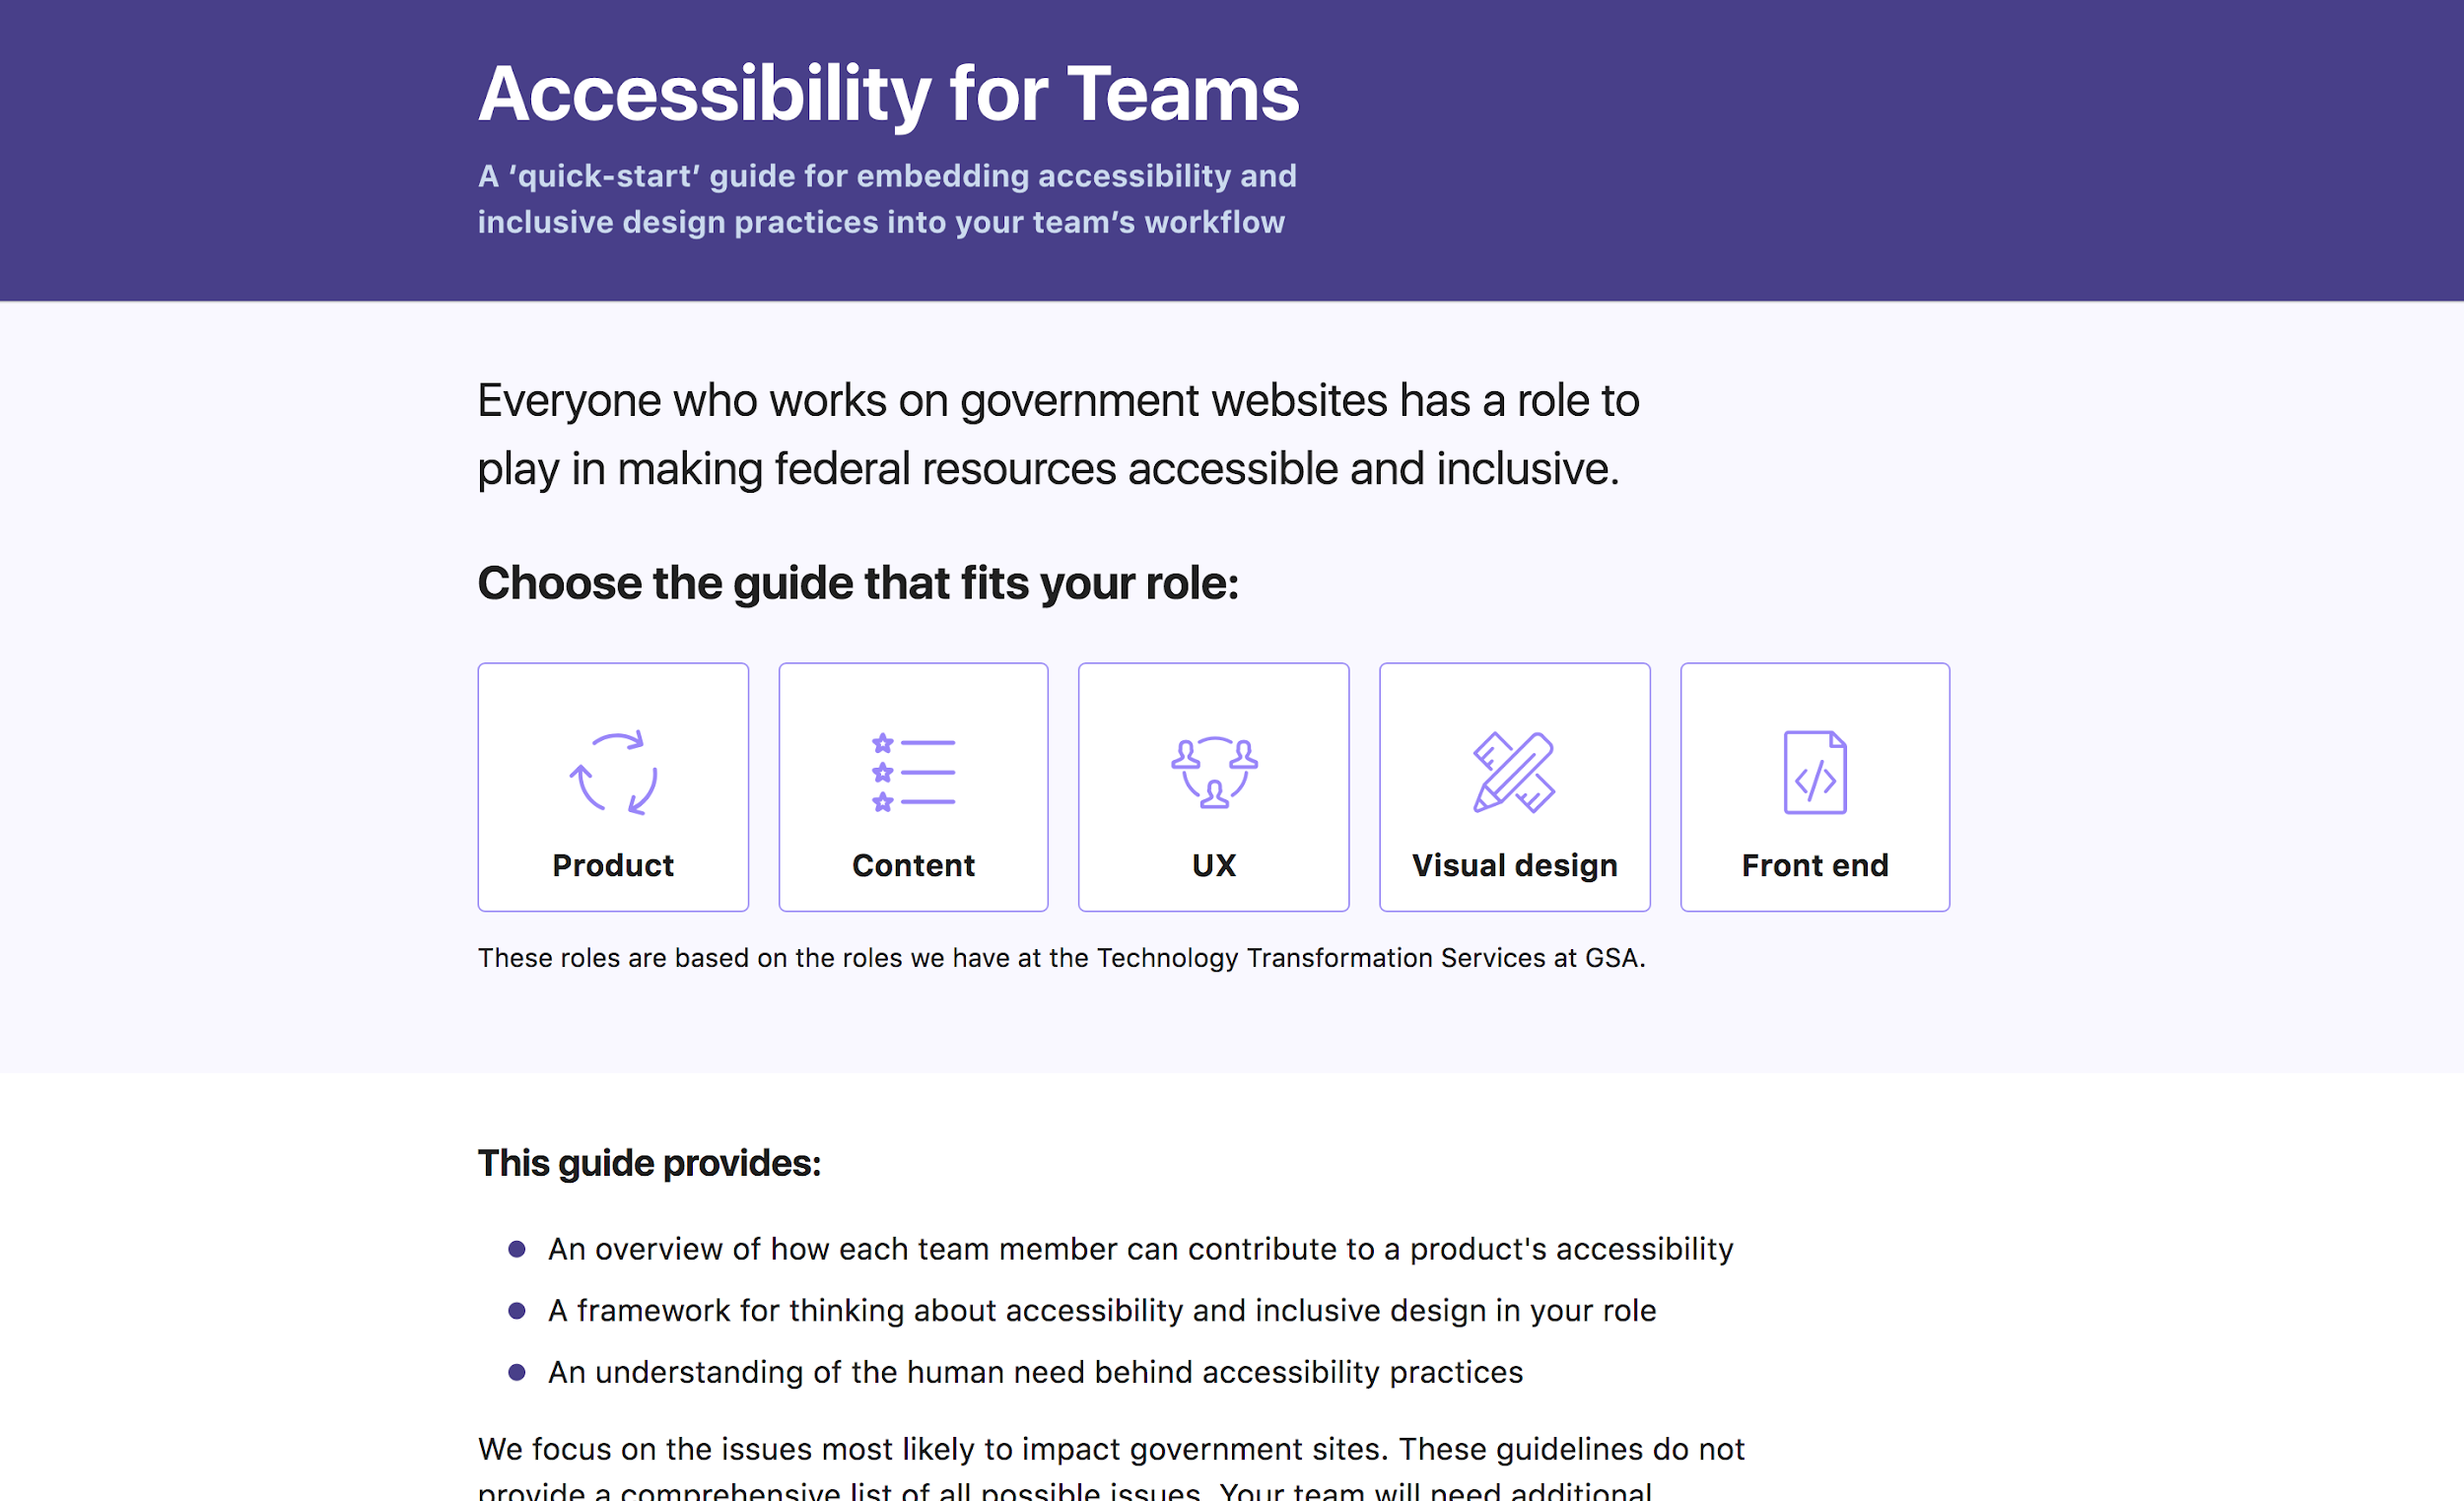 Accessibility for Teams
A ‘quick-start’ guide for embedding accessibility and
inclusive design practices into your team’s workflow
Everyone who works on government websites has a role to
play in making federal resources accessible and inclusive.
Choose the guide that fits your role:
Product
Content
UX
Visual design
Front end
These roles are based on the roles we have at the Technology Transformation Services at GSA.
This guide provides:
An overview of how each team member can contribute to a product's accessibility
A framework for thinking about accessibility and inclusive design in your role
An understanding of the human need behind accessibility practices
We focus on the issues most likely to impact government sites. These guidelines do not
provide a comprehensive list of all possible issues. Your team will need additional